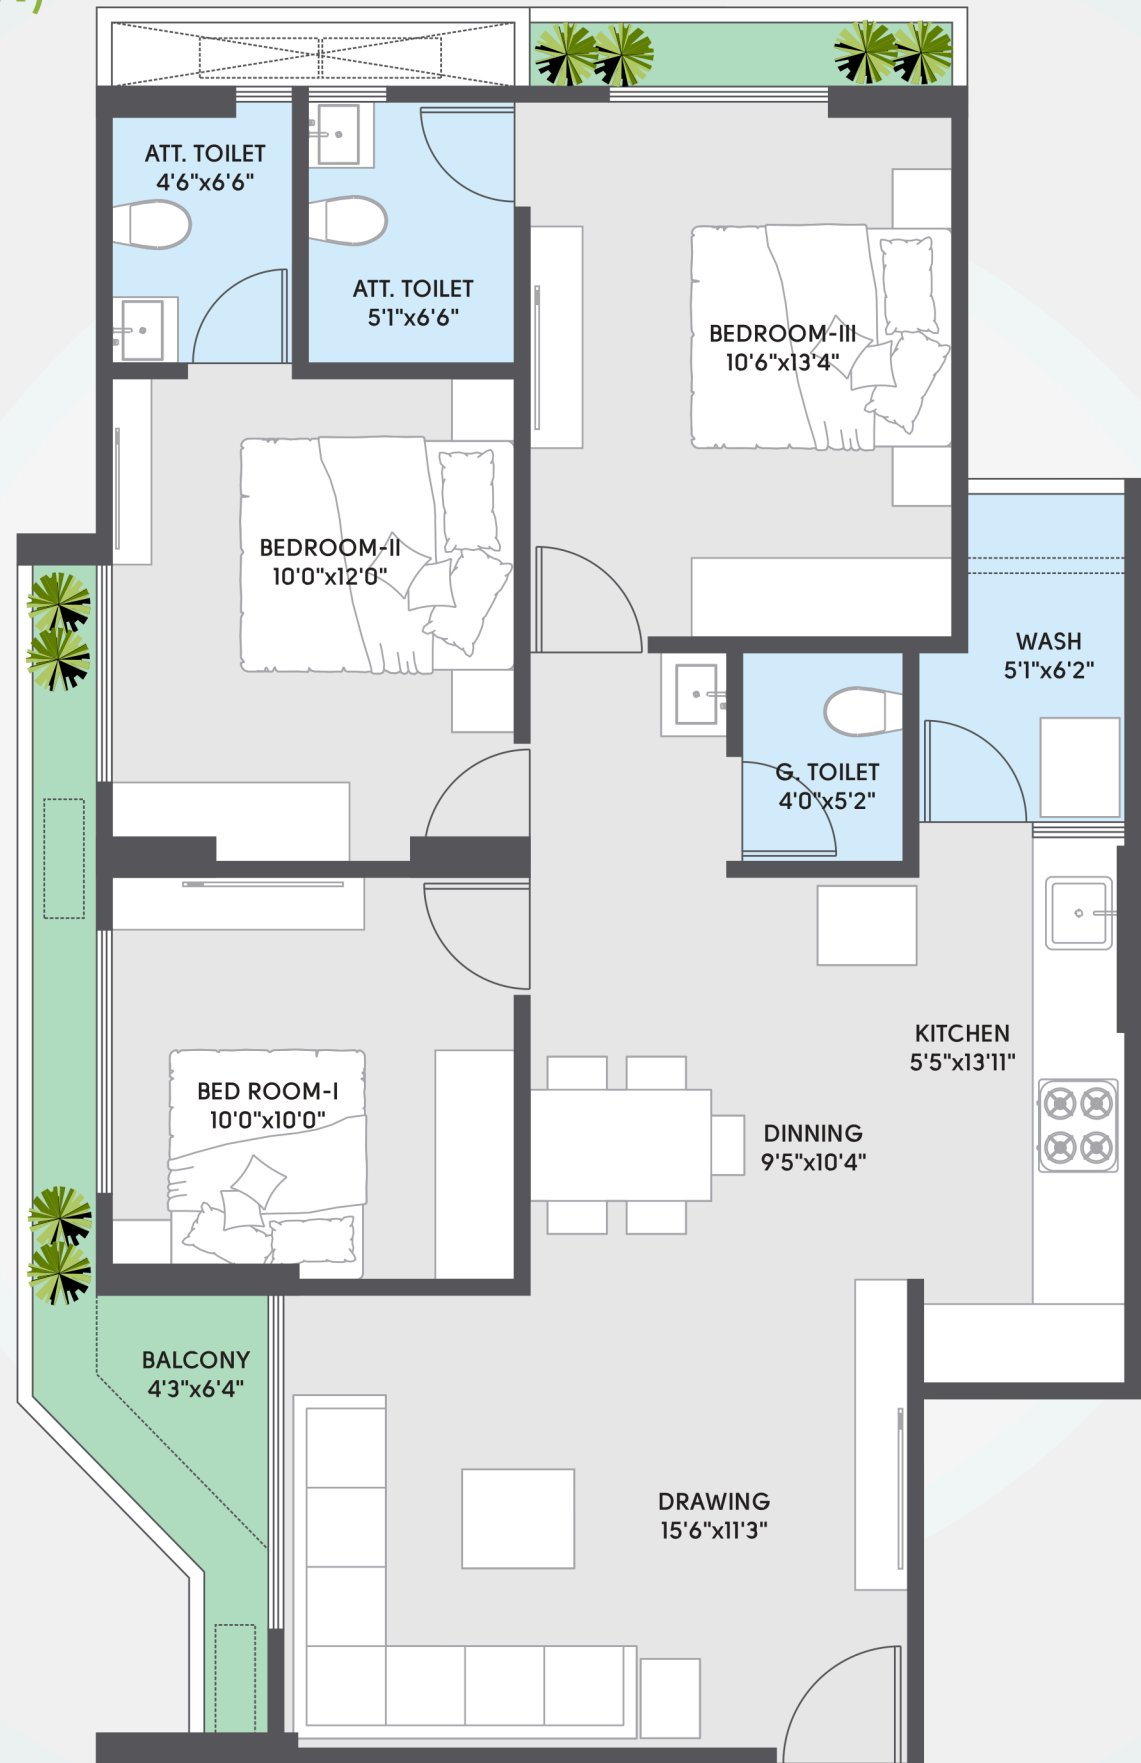 ATT. TOILET
4'6"x6'6"
ATT. TOILET
5'1"x6'6"
BEDROOM-III
10'6"x13'4"
BEDROOM-II
10'0"x12'0"
WASH
5'1"x6'2"
G. TOILET
4'0"x5'2"
KITCHEN
5'5"x13'11"
BED ROOM-I
10'0"x10'0"
DINNING
9'5"x10'4"
BALCONY
4'3"x6'4"
DRAWING
15'6"x11'3"